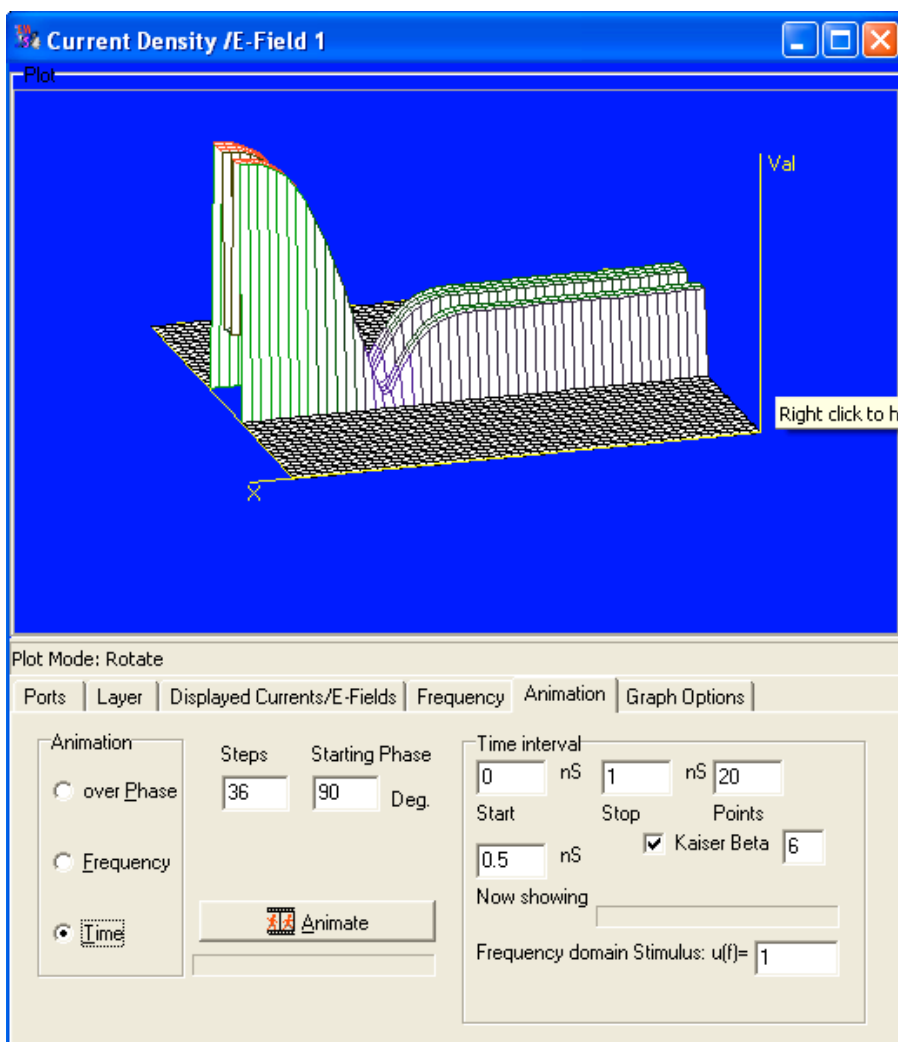 Current Density /E-Field 1
Plot
Val
Right click to h
X
Plot Mode: Rotate
Ports Layer Displayed Currents/E-Fields Frequency Animation Graph Options
Animation
over Phase
Frequency
Time
Steps Starting Phase
36 90 Deg.
Animate
Time interval
0 nS 1 nS 20
Start Stop Points
0.5 nS Kaiser Beta 6
Now showing
Frequency domain Stimulus: u(f)= 1